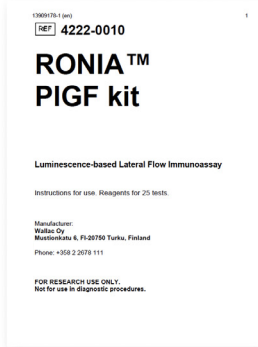 13909178-1 (en) 1
REF 4222-0010
RONIA™
PIGF kit
Luminescence-based Lateral Flow Immunoassay
Instructions for use. Reagents for 25 tests.
Manufacturer:
Wallac Oy
Mustionkatu 6, FI-20750 Turku, Finland
Phone: +358 2 2678 111
FOR RESEARCH USE ONLY.
Not for use in diagnostic procedures.